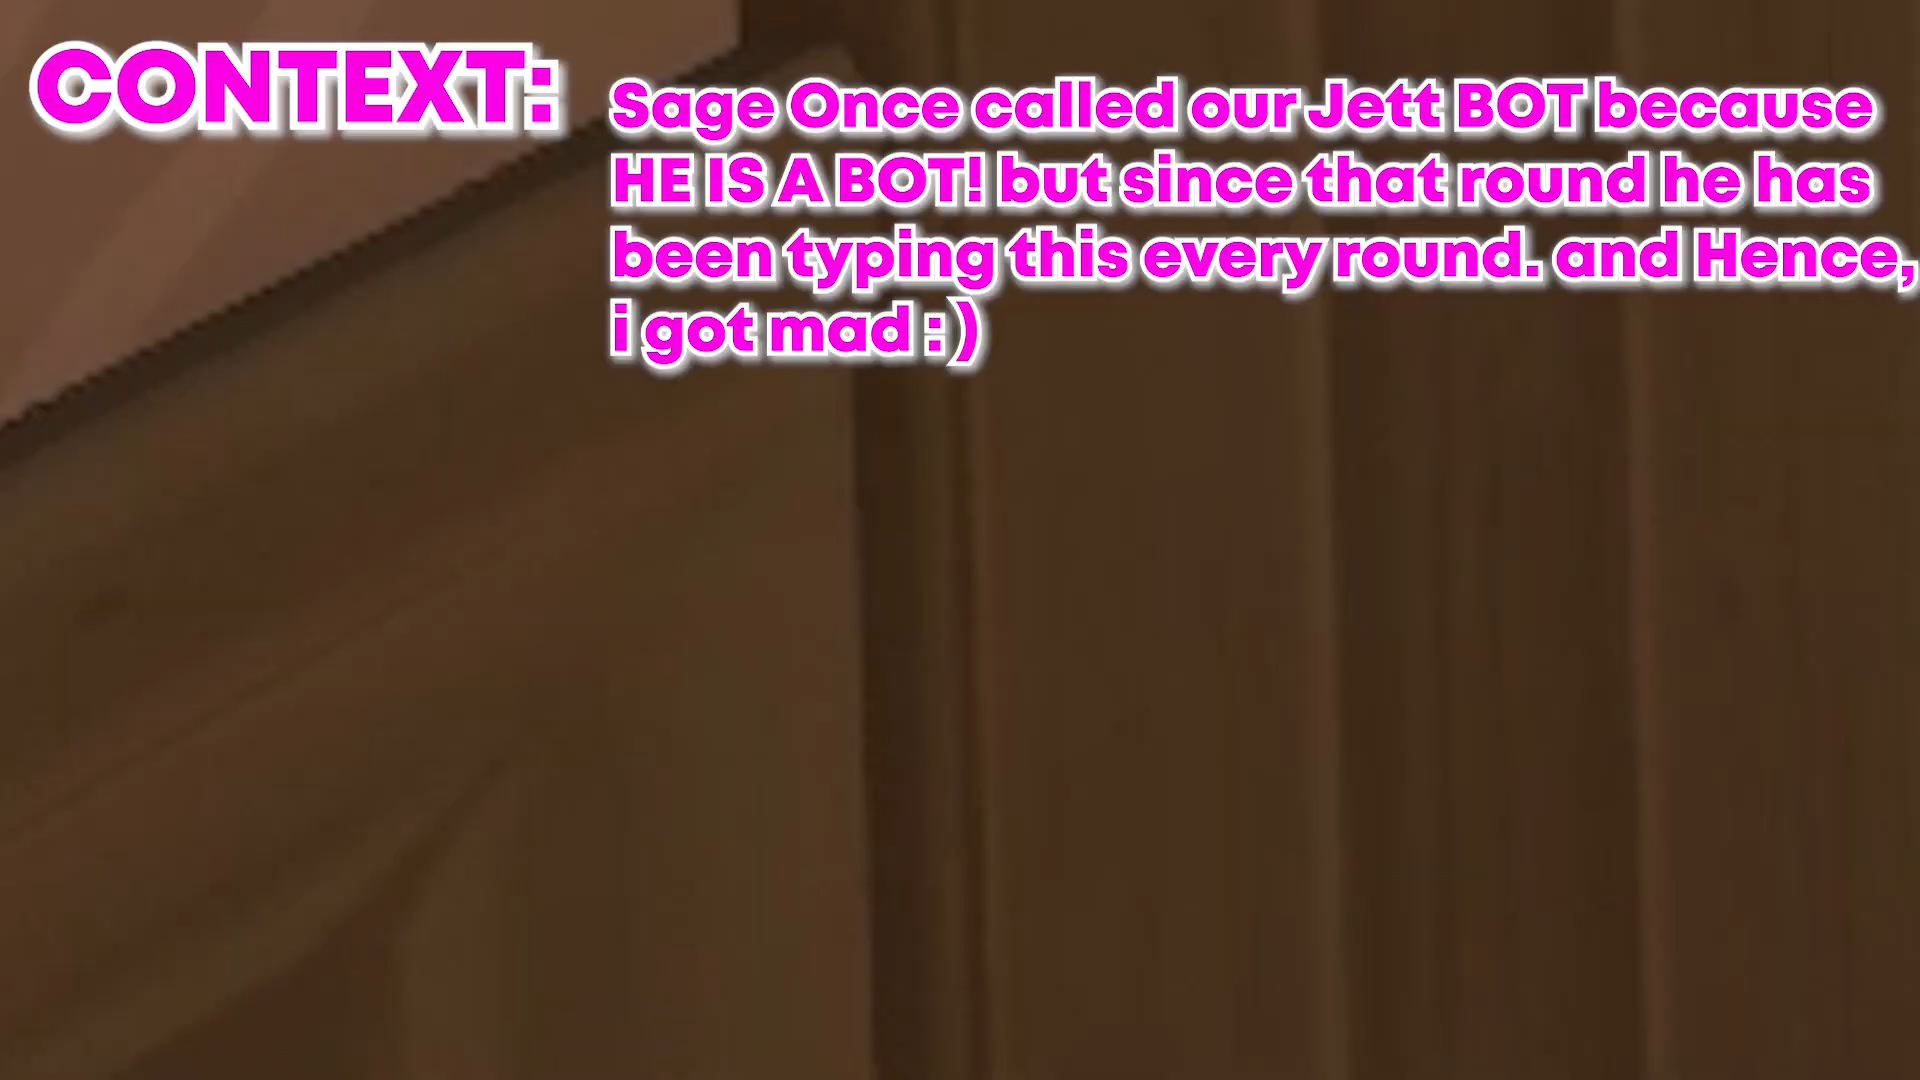 CONTEXT:
Sage Once called our Jett BOT because
HE IS A BOT! but since that round he has
been typing this every round. and Hence,
i got mad :)